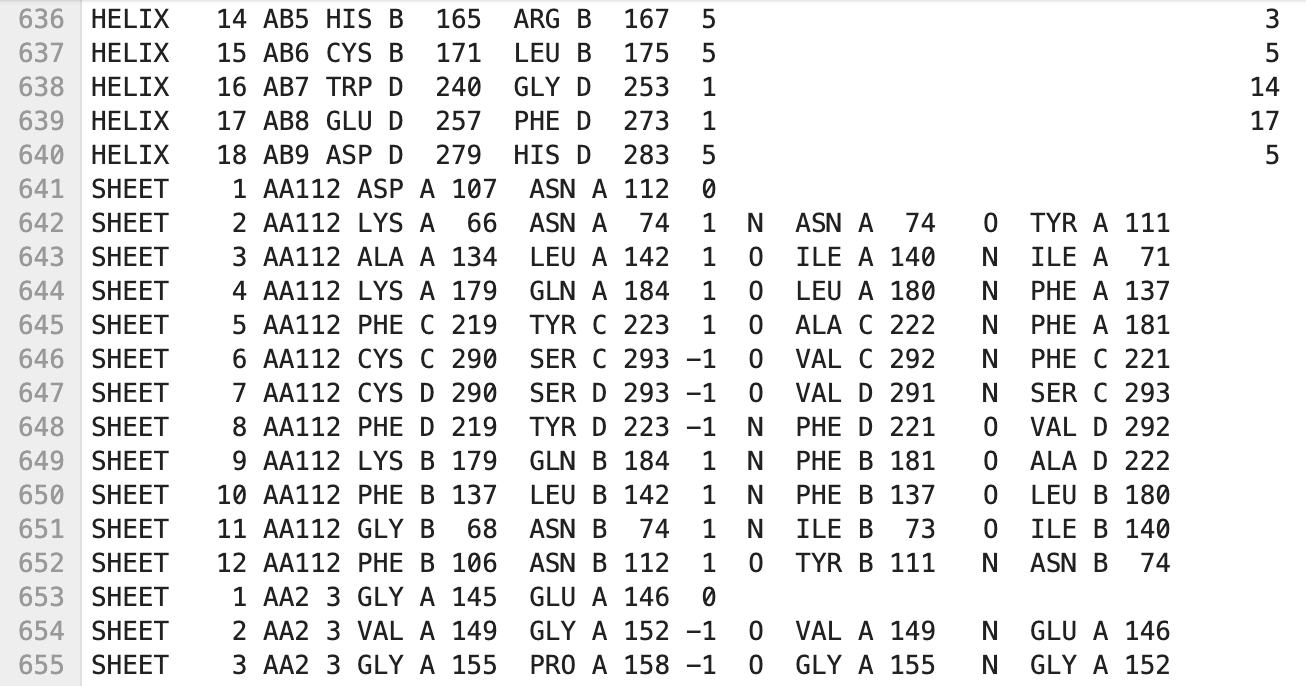 636 HELIX   14 AB5 HIS B  165  ARG B  167  5                                   3
637 HELIX   15 AB6 CYS B  171  LEU B  175  5                                   5
638 HELIX   16 AB7 TRP D  240  GLY D  253  1                                  14
639 HELIX   17 AB8 GLU D  257  PHE D  273  1                                  17
640 HELIX   18 AB9 ASP D  279  HIS D  283  5                                   5
641 SHEET    1 AA112 ASP A 107  ASN A 112  0
642 SHEET    2 AA112 LYS A  66  ASN A  74  1  N  ASN A  74   O  TYR A 111
643 SHEET    3 AA112 ALA A 134  LEU A 142  1  O  ILE A 140   N  ILE A  71
644 SHEET    4 AA112 LYS A 179  GLN A 184  1  O  LEU A 180   N  PHE A 137
645 SHEET    5 AA112 PHE C 219  TYR C 223  1  O  ALA C 222   N  PHE A 181
646 SHEET    6 AA112 CYS C 290  SER C 293 -1  O  VAL C 292   N  PHE C 221
647 SHEET    7 AA112 CYS D 290  SER D 293 -1  O  VAL D 291   N  SER C 293
648 SHEET    8 AA112 PHE D 219  TYR D 223 -1  N  PHE D 221   O  VAL D 292
649 SHEET    9 AA112 LYS B 179  GLN B 184  1  N  PHE B 181   O  ALA D 222
650 SHEET   10 AA112 PHE B 137  LEU B 142  1  N  PHE B 137   O  LEU B 180
651 SHEET   11 AA112 GLY B  68  ASN B  74  1  N  ILE B  73   O  ILE B 140
652 SHEET   12 AA112 PHE B 106  ASN B 112  1  O  TYR B 111   N  ASN B  74
653 SHEET    1 AA2 3 GLY A 145  GLU A 146  0
654 SHEET    2 AA2 3 VAL A 149  GLY A 152 -1  O  VAL A 149   N  GLU A 146
655 SHEET    3 AA2 3 GLY A 155  PRO A 158 -1  O  GLY A 155   N  GLY A 152